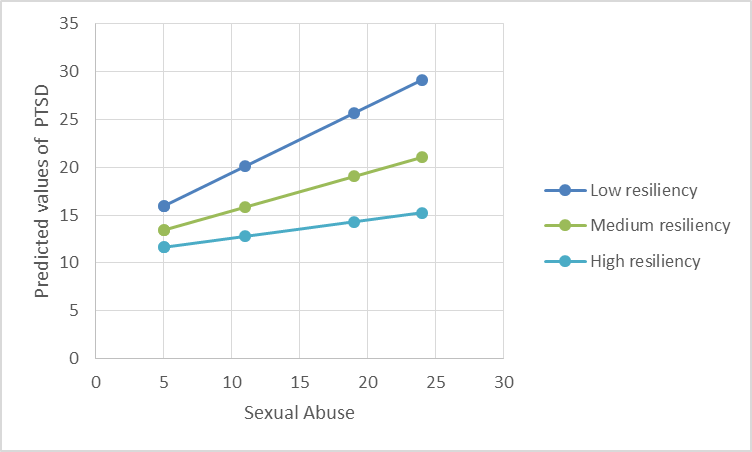 35
30
25
20
15
10
5
0
Predicted values of PTSD
0 5 10 15 20 25 30
Sexual Abuse
Low resiliency
Medium resiliency
High resiliency